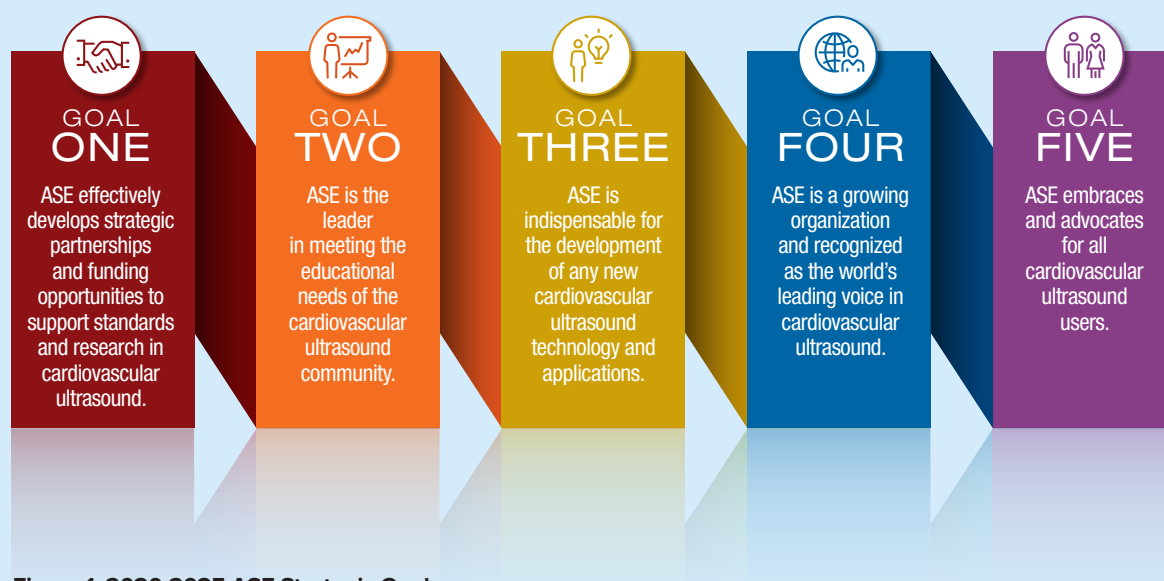 GOAL
ONE
ASE effectively
develops strategic
partnerships
and funding
opportunities to
support standards
and research in
cardiovascular
ultrasound.
GOAL
TWO
ASE is the
leader
in meeting the
educational
needs of the
cardiovascular
ultrasound
community.
GOAL
THREE
ASE is
indispensable for
the development
of any new
cardiovascular
ultrasound
technology and
applications.
GOAL
FOUR
ASE is a growing
organization
and recognized
as the world’s
leading voice in
cardiovascular
ultrasound.
GOAL
FIVE
ASE embraces
and advocates
for all
cardiovascular
ultrasound
users.
ASE Strategic